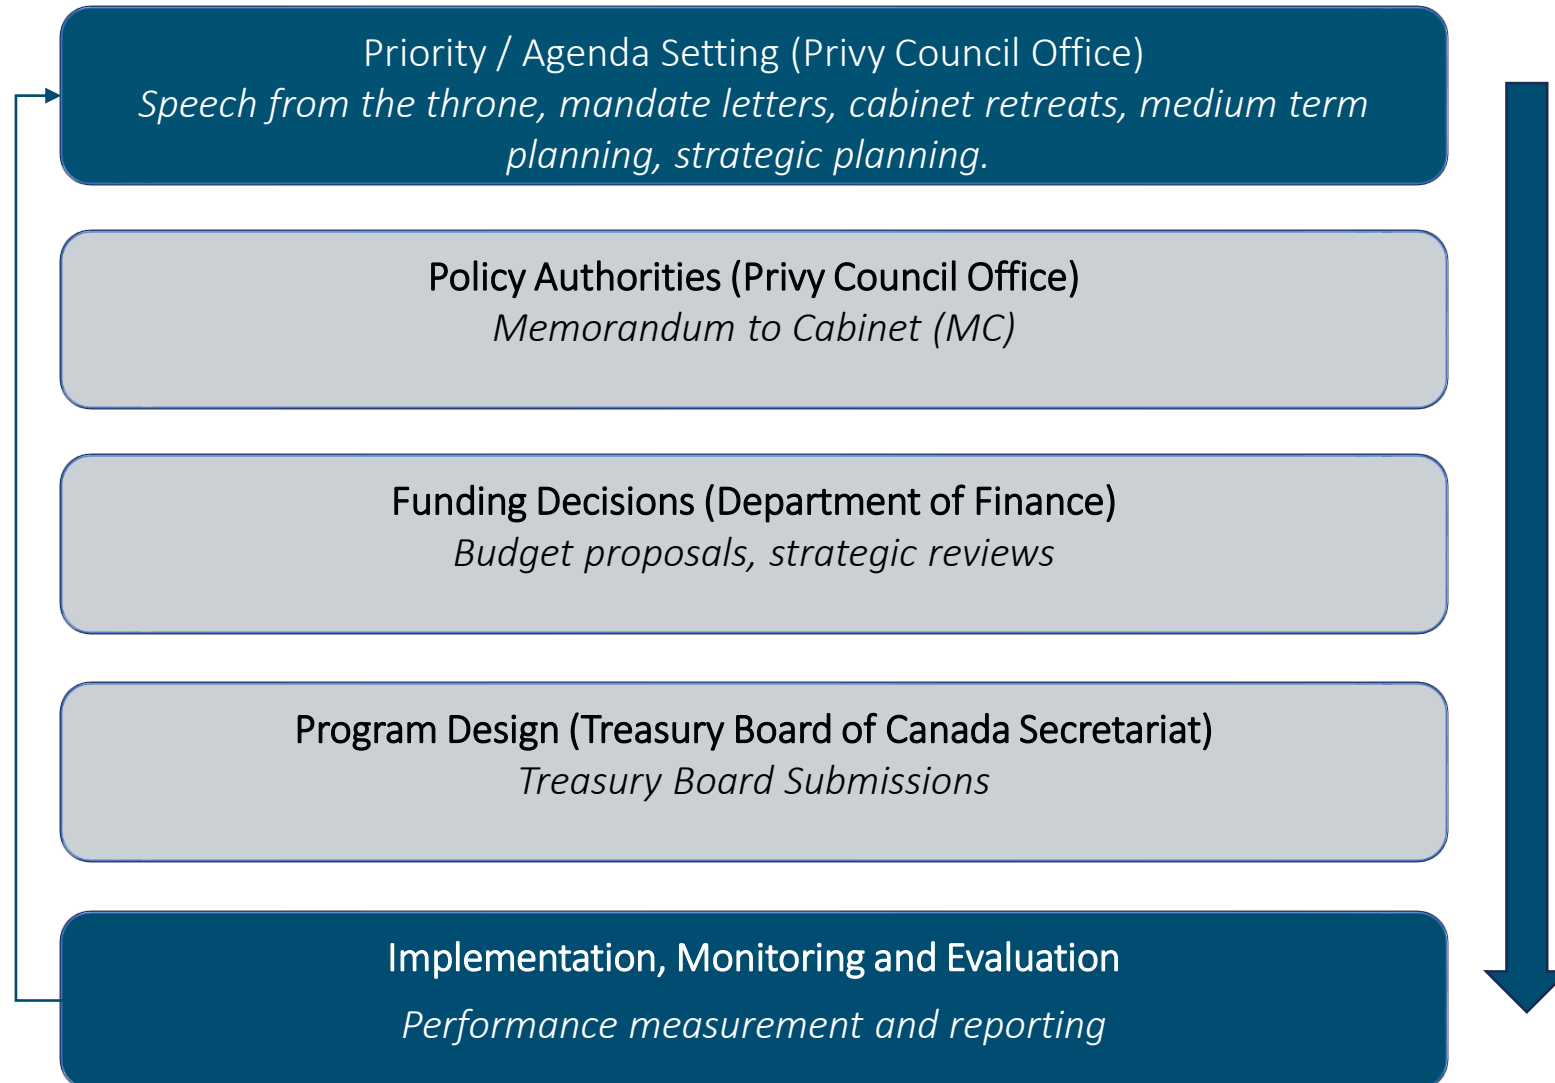 Priority / Agenda Setting (Privy Council Office)
Speech from the throne, mandate letters, cabinet retreats, medium term
planning, strategic planning.
Policy Authorities (Privy Council Office)
Memorandum to Cabinet (MC)
Funding Decisions (Department of Finance)
Budget proposals, strategic reviews
Program Design (Treasury Board of Canada Secretariat)
Treasury Board Submissions
Implementation, Monitoring and Evaluation
Performance measurement and reporting